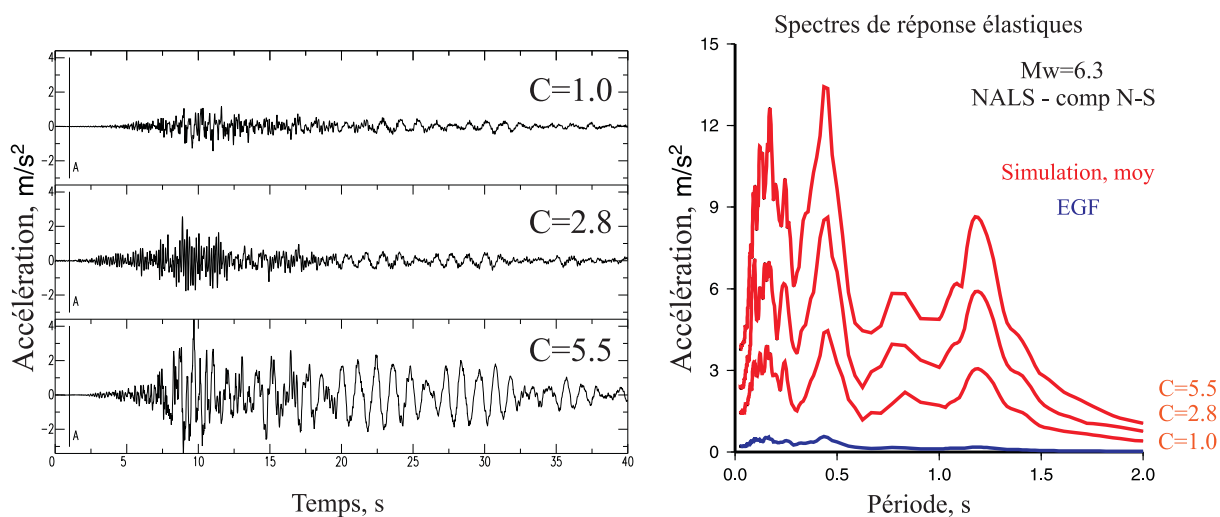 Accélération, m/s²
4
2
0
−2
C=1.0
A
4
2
0
−2
C=2.8
A
4
2
0
−2
C=5.5
A
0 5 10 15 20 25 30 35 40
Temps, s
Spectres de réponse élastiques
Accélération, m/s²
15
12
9
6
3
0
Mw=6.3
NALS - comp N-S
Simulation, moy
EGF
C=5.5
C=2.8
C=1.0
0.0 0.5 1.0 1.5 2.0
Période, s